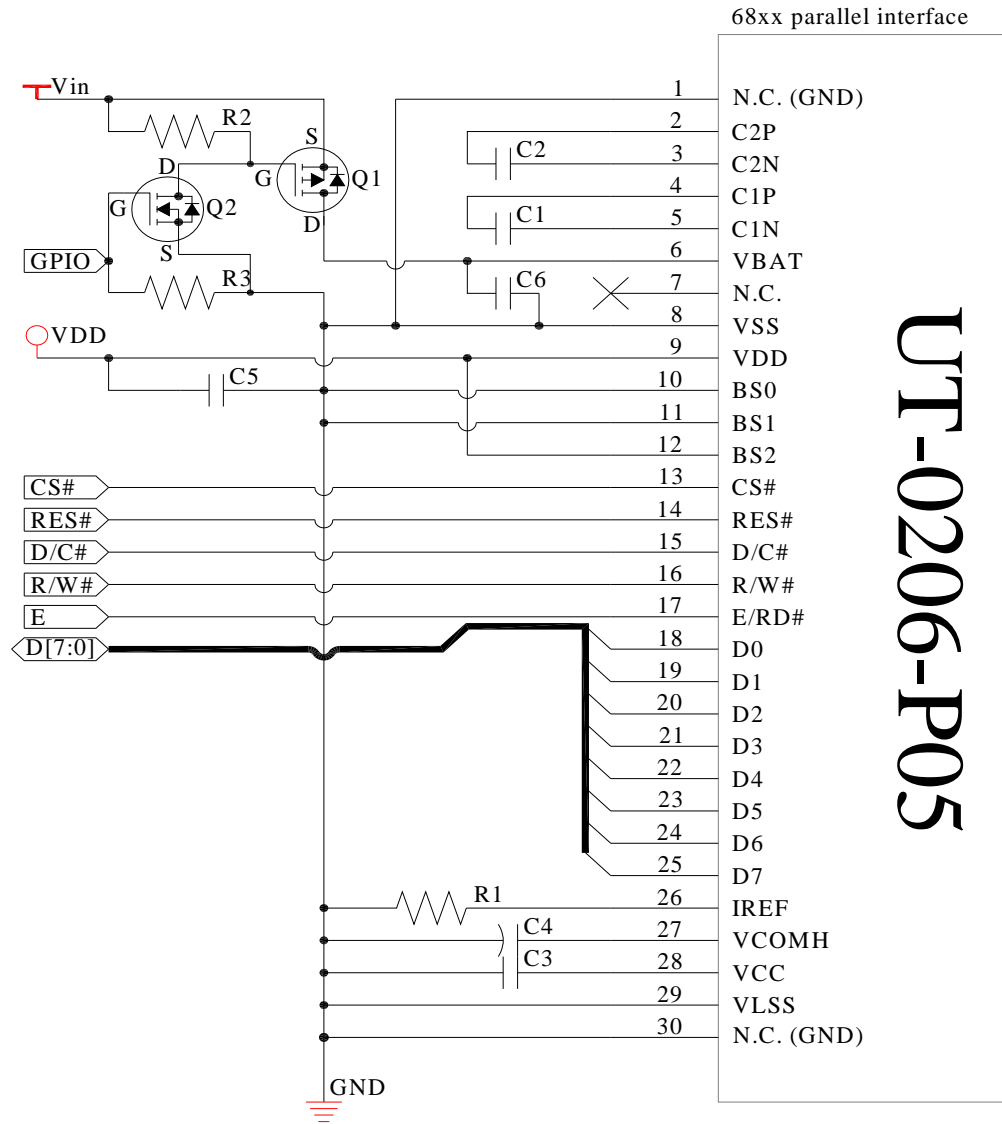 68xx parallel interface
Vin
R2
S
D
G
Q1
G
Q2
D
S
GPIO
R3
VDD
C5
C2
C1
C6
CS#
RES#
D/C#
R/W#
E
D[7:0]
R1
C4
C3
GND
1 N.C. (GND)
2 C2P
3 C2N
4 C1P
5 C1N
6 VBAT
7 N.C.
8 VSS
9 VDD
10 BS0
11 BS1
12 BS2
13 CS#
14 RES#
15 D/C#
16 R/W#
17 E/RD#
18 D0
19 D1
20 D2
21 D3
22 D4
23 D5
24 D6
25 D7
26 IREF
27 VCOMH
28 VCC
29 VLSS
30 N.C. (GND)
UT-0206-P05